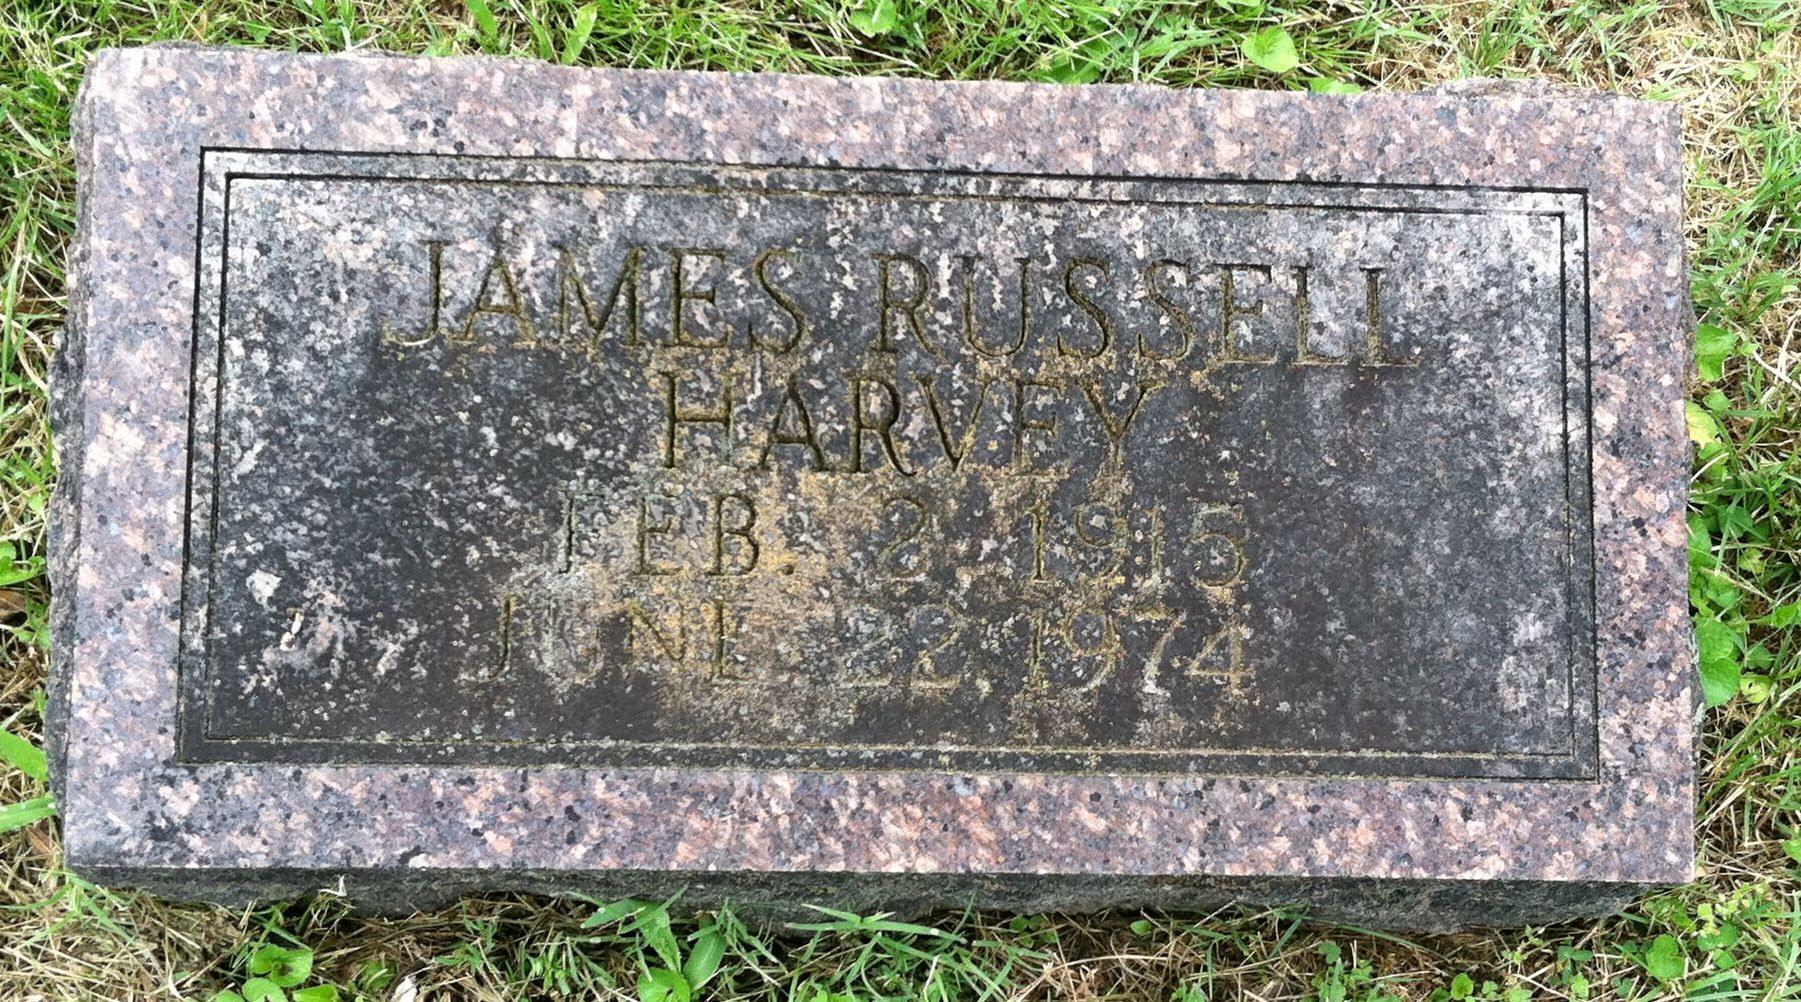 JAMES RUSSELL
HARVEY
FEB. 2 1915
JUNE 22 1974